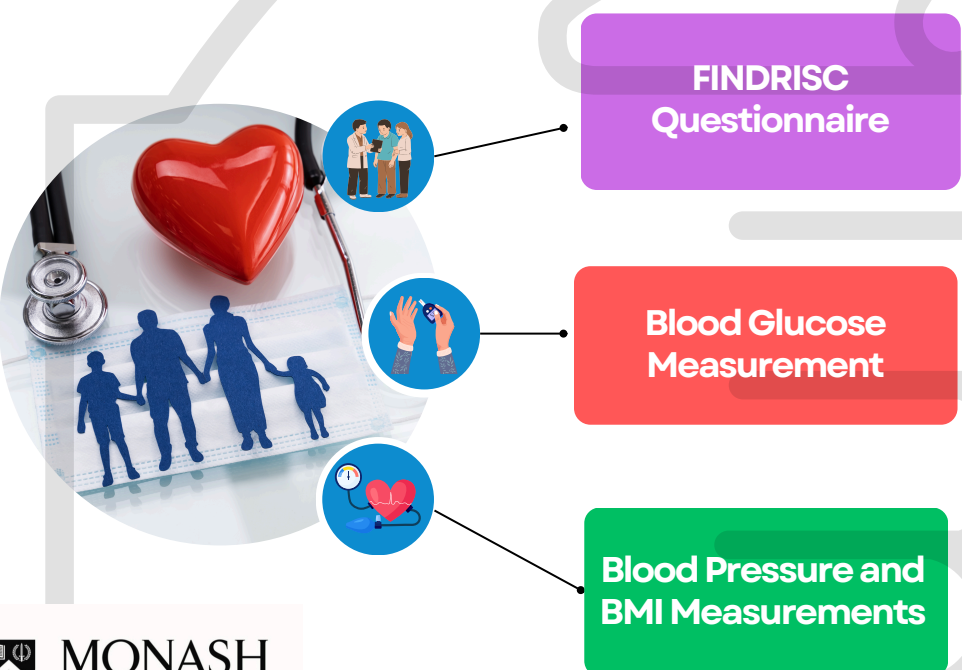 FINDRISC
Questionnaire
Blood Glucose
Measurement
Blood Pressure and
BMI Measurements
MONASH